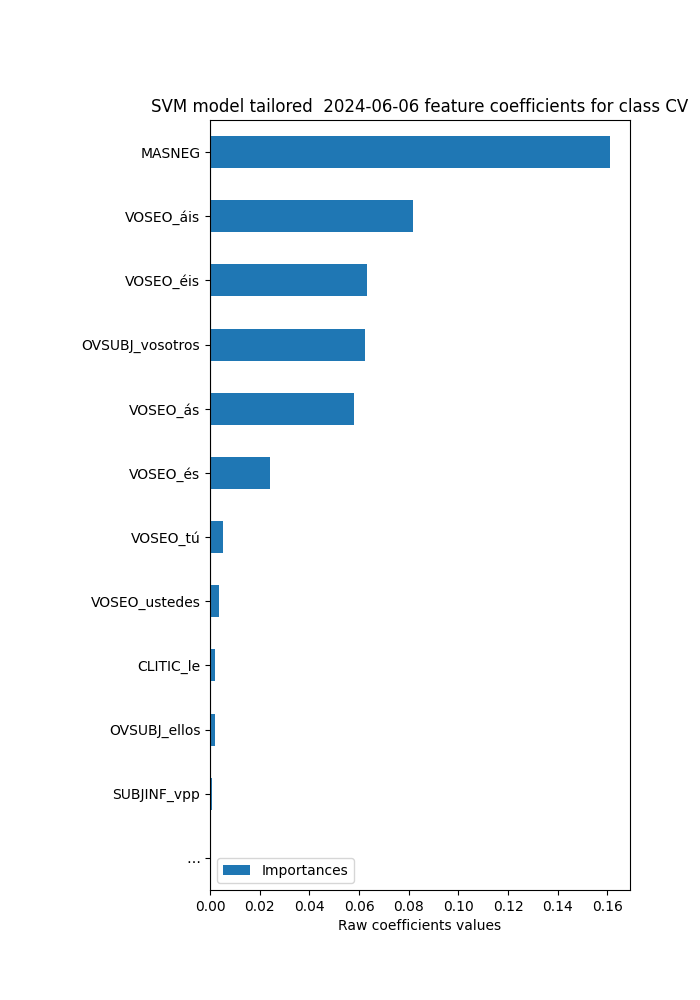 SVM model tailored  2024-06-06 feature coefficients for class CV
MASNEG
VOSEO_áis
VOSEO_éis
OVSUBJ_vosotros
VOSEO_ás
VOSEO_és
VOSEO_tú
VOSEO_ustedes
CLITIC_le
OVSUBJ_ellos
SUBJINF_vpp
...
Importances
0.00 0.02 0.04 0.06 0.08 0.10 0.12 0.14 0.16
Raw coefficients values